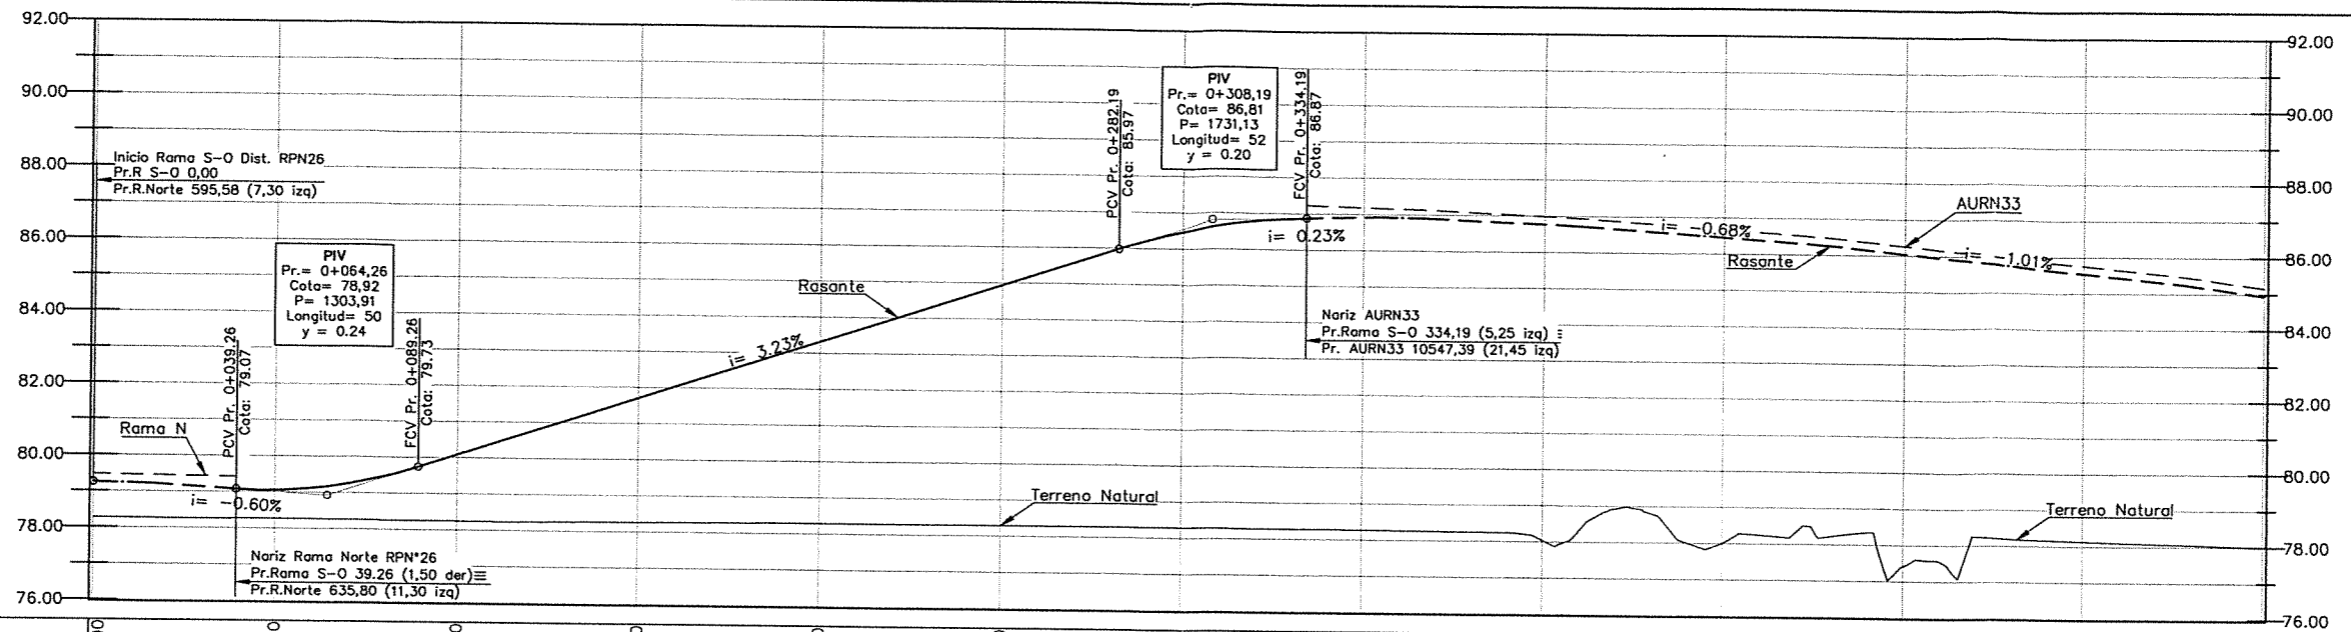 92.00
90.00
88.00
86.00
84.00
82.00
80.00
78.00
76.00
Inicio Rama S-O Dist. RPN26
Pr.R S-O 0,00
Pr.R.Norte 595,58 (7,30 izq)
PIV
Pr.= 0+064,26
Cota= 78,92
P= 1303,91
Longitud= 50
y = 0.24
Rama N
PCV Pr. 0+039.26
Cota: 79.07
FCV Pr. 0+089.26
Cota: 79.73
i= -0.60%
Nariz Rama Norte RPN°26
Pr.Rama S-O 39.26 (1,50 der)≡
Pr.R.Norte 635,80 (11,30 izq)
i= 3.23%
Rasante
Terreno Natural
PCV Pr. 0+282,19
Cota: 85.97
PIV
Pr.= 0+308,19
Cota= 86,81
P= 1731,13
Longitud= 52
y = 0.20
FCV Pr. 0+334,19
Cota: 86.87
i= 0.23%
Nariz AURN33
Pr.Rama S-O 334,19 (5,25 izq) ≡
Pr. AURN33 10547,39 (21,45 izq)
i= -0.68%
Rasante
AURN33
i= -1.01%
Terreno Natural
92.00
90.00
88.00
86.00
84.00
82.00
80.00
78.00
76.00